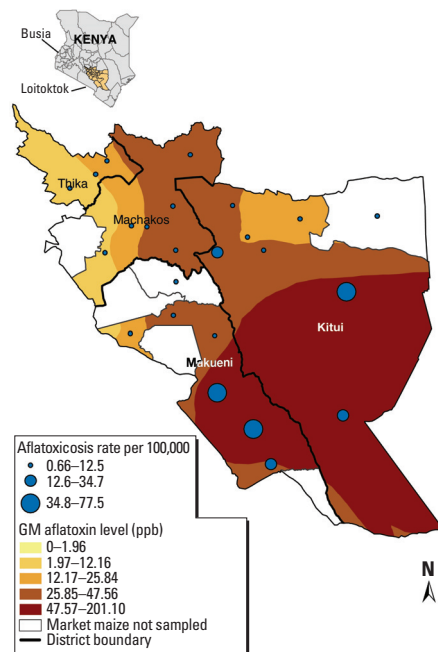 KENYA
Busia
Loitoktok
Thika
Machakos
Kitui
Makueni
Aflatoxicosis rate per 100,000
0.66–12.5
12.6–34.7
34.8–77.5
GM aflatoxin level (ppb)
0–1.96
1.97–12.16
12.17–25.84
25.85–47.56
47.57–201.10
Market maize not sampled
District boundary
N